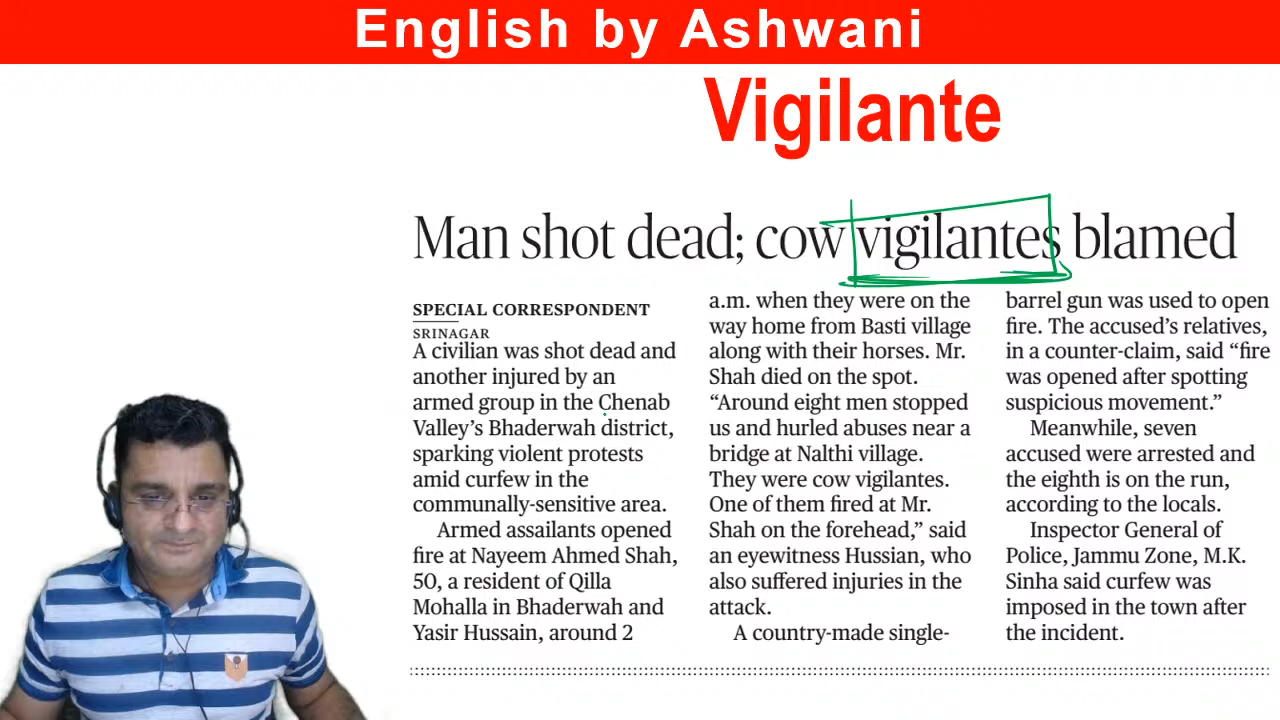 English by Ashwani
Vigilante
Man shot dead; cow vigilantes blamed
SPECIAL CORRESPONDENT
SRINAGAR
A civilian was shot dead and
another injured by an
armed group in the Chenab
Valley's Bhaderwah district,
sparking violent protests
amid curfew in the
communally-sensitive area.
Armed assailants opened
fire at Nayeem Ahmed Shah,
50, a resident of Qilla
Mohalla in Bhaderwah and
Yasir Hussain, around 2
a.m. when they were on the
way home from Basti village
along with their horses. Mr.
Shah died on the spot.
“Around eight men stopped
us and hurled abuses near a
bridge at Nalthi village.
They were cow vigilantes.
One of them fired at Mr.
Shah on the forehead,” said
an eyewitness Hussian, who
also suffered injuries in the
attack.
A country-made single-
barrel gun was used to open
fire. The accused's relatives,
in a counter-claim, said “fire
was opened after spotting
suspicious movement.”
Meanwhile, seven
accused were arrested and
the eighth is on the run,
according to the locals.
Inspector General of
Police, Jammu Zone, M.K.
Sinha said curfew was
imposed in the town after
the incident.